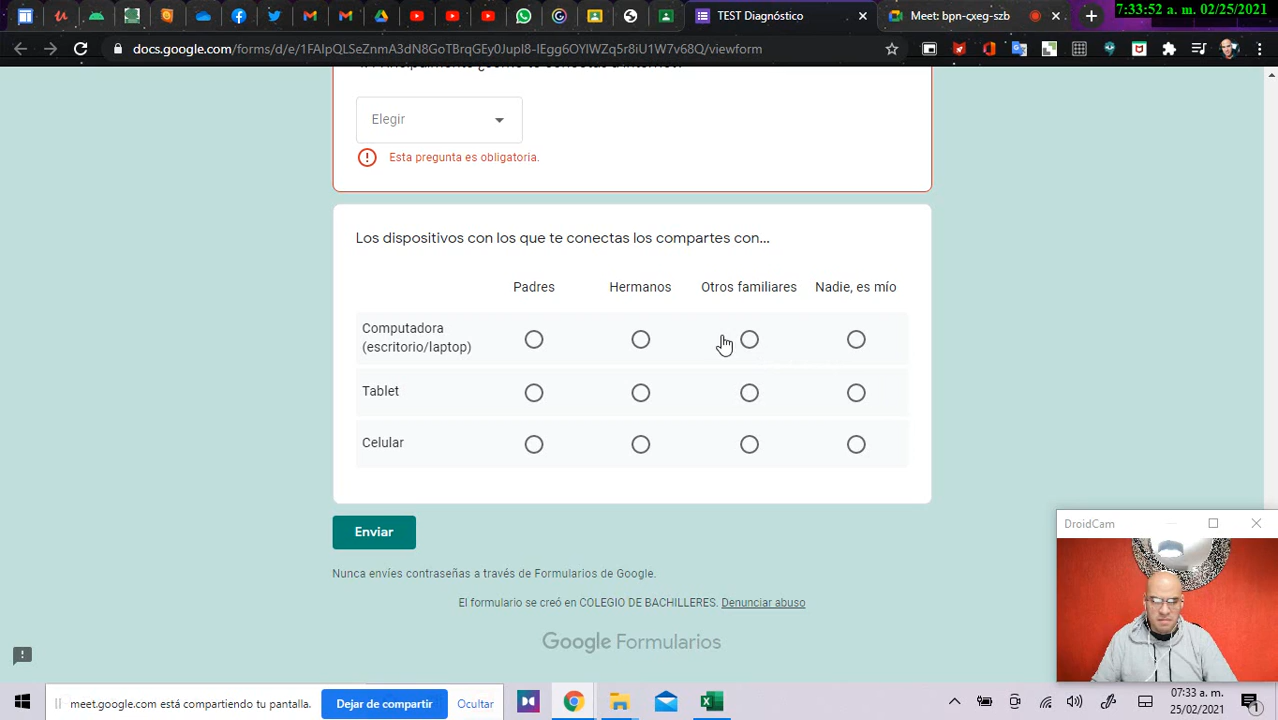 TEST Diagnóstico
Meet: bpn-qxeg-szb
7:33:52 a. m. 02/25/2021
docs.google.com/forms/d/e/1FAIpQLSeZnmA3dN8GoTBrqGEy0JupI8-lEgg6OYlWZq5r8iU1W7v68Q/viewform
Elegir
Esta pregunta es obligatoria.
Los dispositivos con los que te conectas los compartes con...
Padres Hermanos Otros familiares Nadie, es mío
Computadora
(escritorio/laptop)
Tablet
Celular
Enviar
DroidCam
Nunca envíes contraseñas a través de Formularios de Google.
El formulario se creó en COLEGIO DE BACHILLERES. Denunciar abuso
Google Formularios
meet.google.com está compartiendo tu pantalla.
Dejar de compartir
Ocultar
07:33 a. m.
25/02/2021